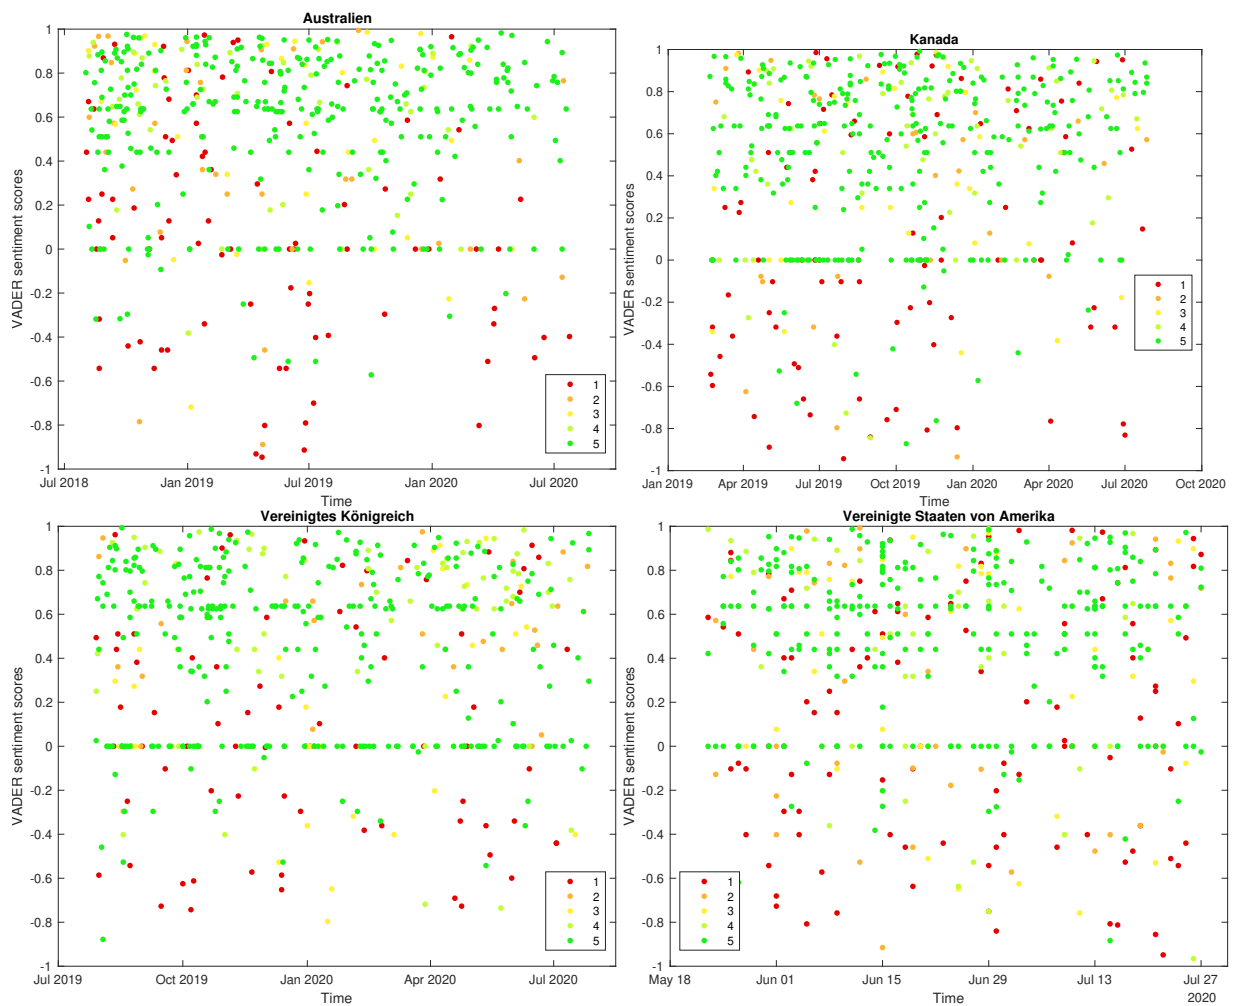 Australien
1
0.8
0.6
0.4
0.2
0
-0.2
-0.4
-0.6
-0.8
-1
VADER sentiment scores
Jul 2018
Jan 2019
Jul 2019
Jan 2020
Jul 2020
Time
1
2
3
4
5
Kanada
1
0.8
0.6
0.4
0.2
0
-0.2
-0.4
-0.6
-0.8
-1
VADER sentiment scores
Jan 2019
Apr 2019
Jul 2019
Oct 2019
Jan 2020
Apr 2020
Jul 2020
Oct 2020
Time
1
2
3
4
5
Vereinigtes Königreich
1
0.8
0.6
0.4
0.2
0
-0.2
-0.4
-0.6
-0.8
-1
VADER sentiment scores
Jul 2019
Oct 2019
Jan 2020
Apr 2020
Jul 2020
Time
1
2
3
4
5
Vereinigte Staaten von Amerika
1
0.8
0.6
0.4
0.2
0
-0.2
-0.4
-0.6
-0.8
-1
VADER sentiment scores
May 18
Jun 01
Jun 15
Jun 29
Jul 13
Jul 27
2020
Time
1
2
3
4
5